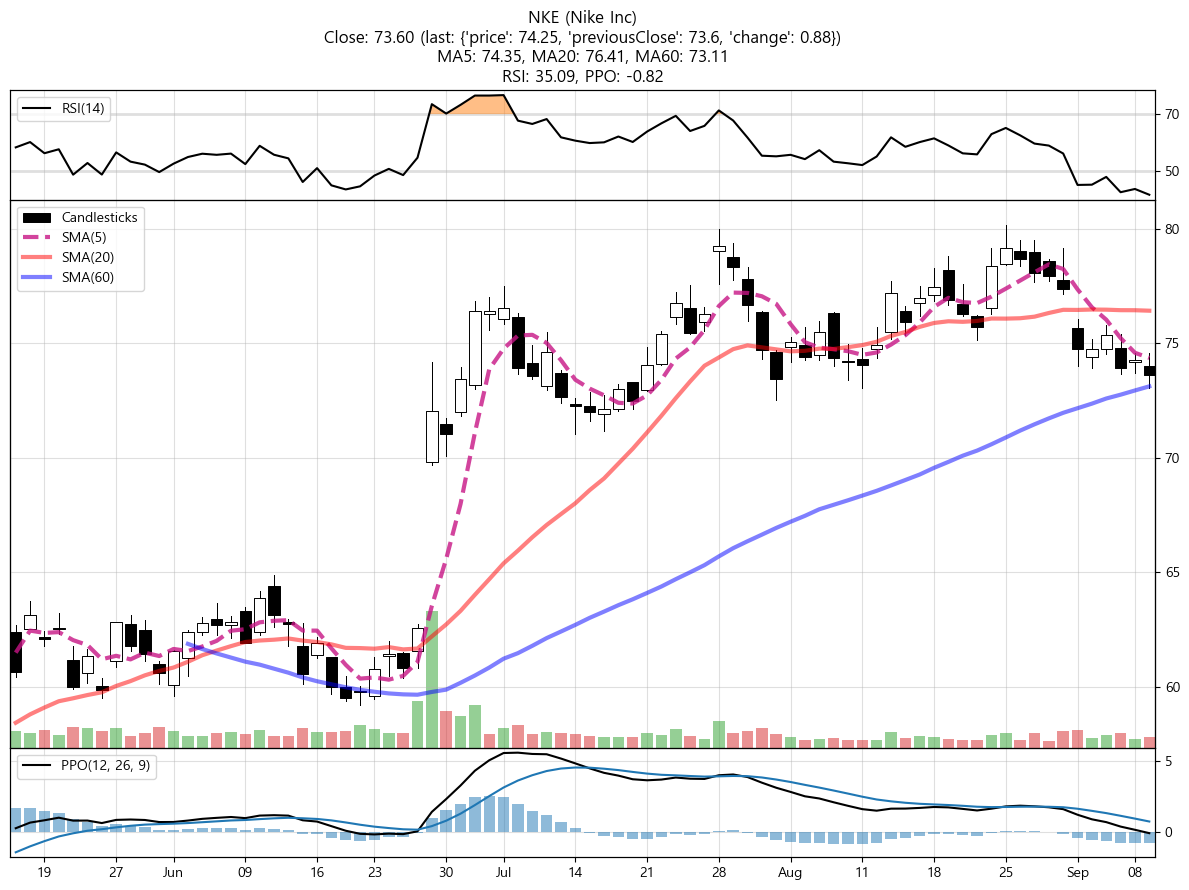 NKE (Nike Inc)
Close: 73.60 (last: {'price': 74.25, 'previousClose': 73.6, 'change': 0.88})
MA5: 74.35, MA20: 76.41, MA60: 73.11
RSI: 35.09, PPO: -0.82
RSI(14)
70
50
Candlesticks
SMA(5)
SMA(20)
SMA(60)
80
75
70
65
60
PPO(12, 26, 9)
5
0
19 27 Jun 09 16 23 30 Jul 14 21 28 Aug 11 18 25 Sep 08